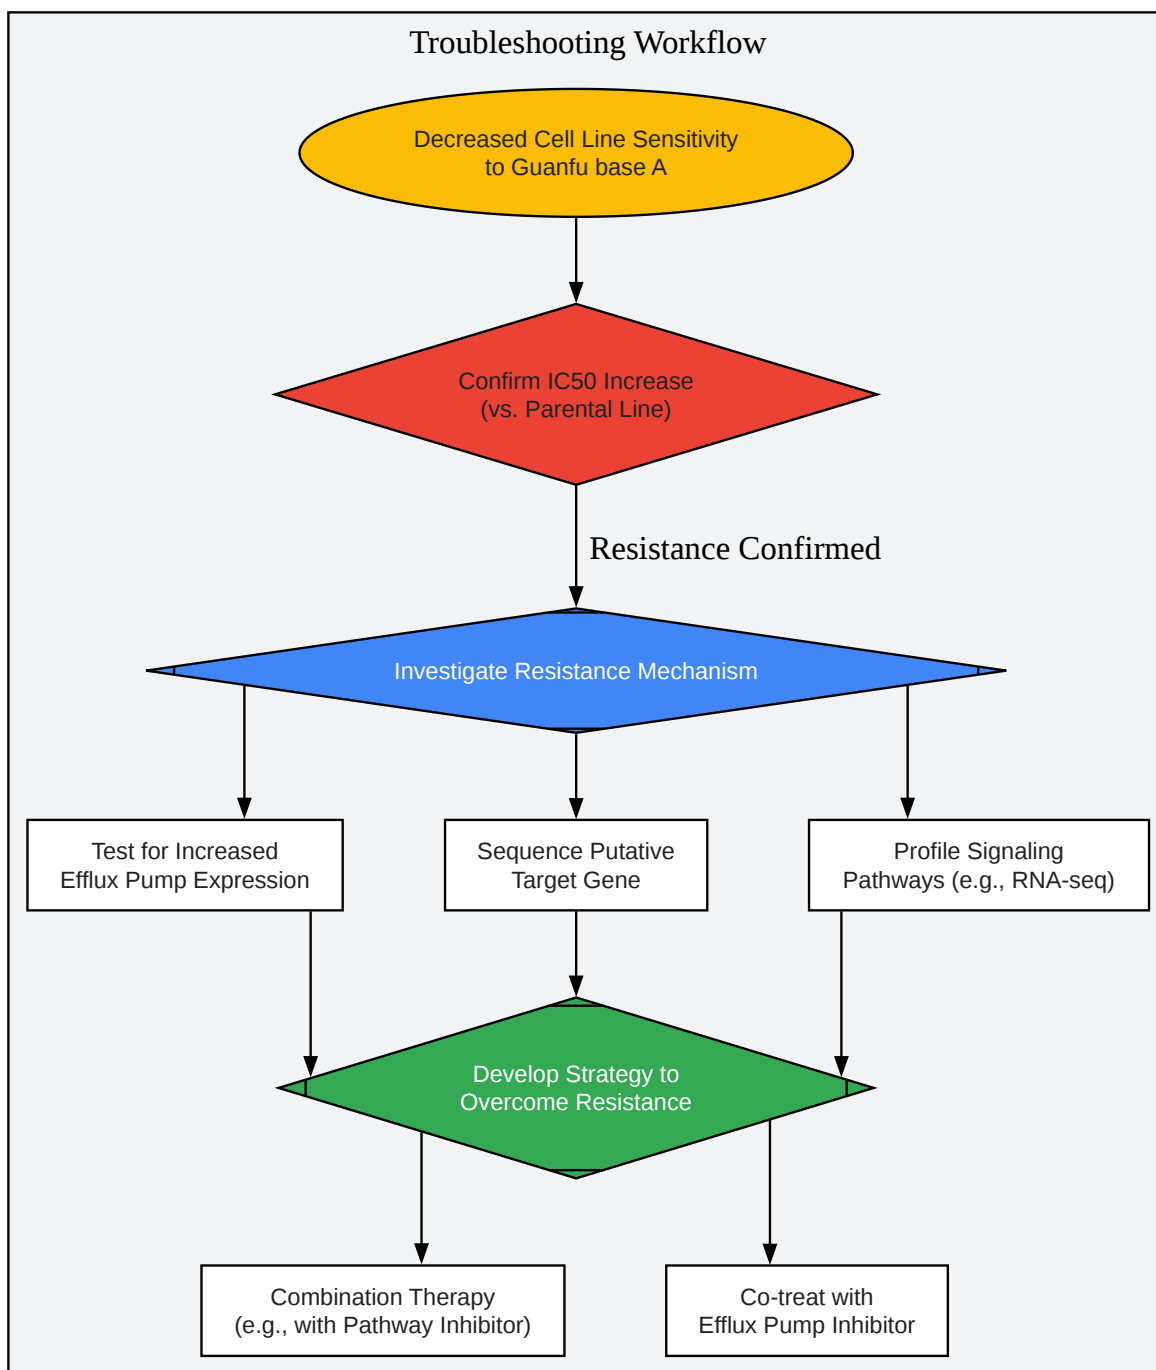 Troubleshooting Workflow
Decreased Cell Line Sensitivity
to Guanfu base A
Confirm IC50 Increase
(vs. Parental Line)
Resistance Confirmed
Investigate Resistance Mechanism
Test for Increased
Efflux Pump Expression
Sequence Putative
Target Gene
Profile Signaling
Pathways (e.g., RNA-seq)
Develop Strategy to
Overcome Resistance
Combination Therapy
(e.g., with Pathway Inhibitor)
Co-treat with
Efflux Pump Inhibitor